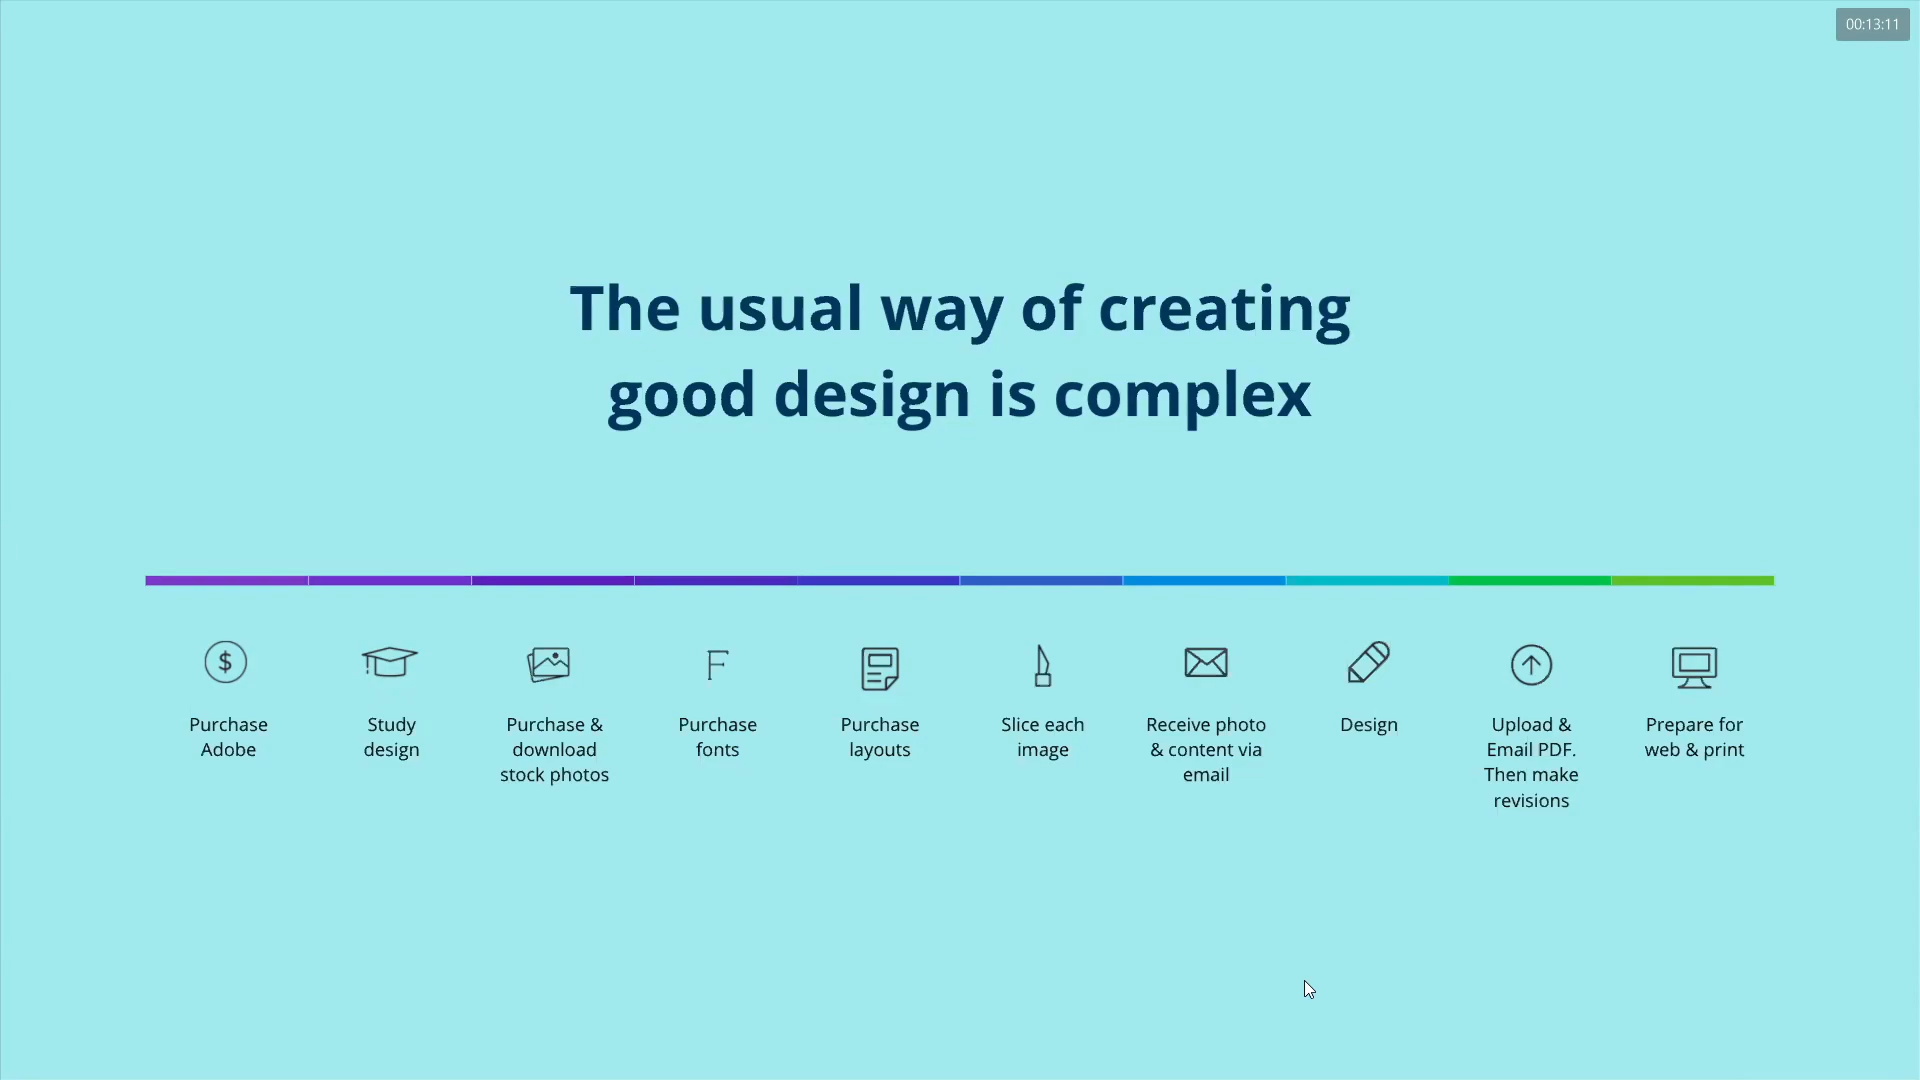 00:13:11
The usual way of creating
good design is complex
$
F
Purchase
Adobe
Study
design
Purchase &
download
stock photos
Purchase
fonts
Purchase
layouts
Slice each
image
Receive photo
& content via
email
Design
Upload &
Email PDF.
Then make
revisions
Prepare for
web & print